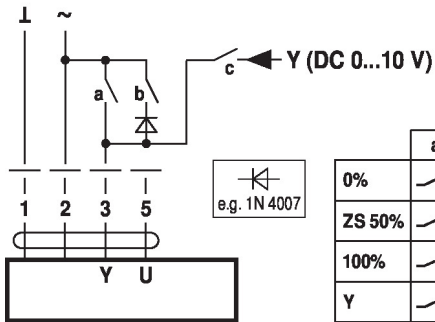 ⊥ ~
a b c Y (DC 0...10 V)
e.g. 1N 4007
1 2 3 5
Y U
a
0%
ZS 50%
100%
Y